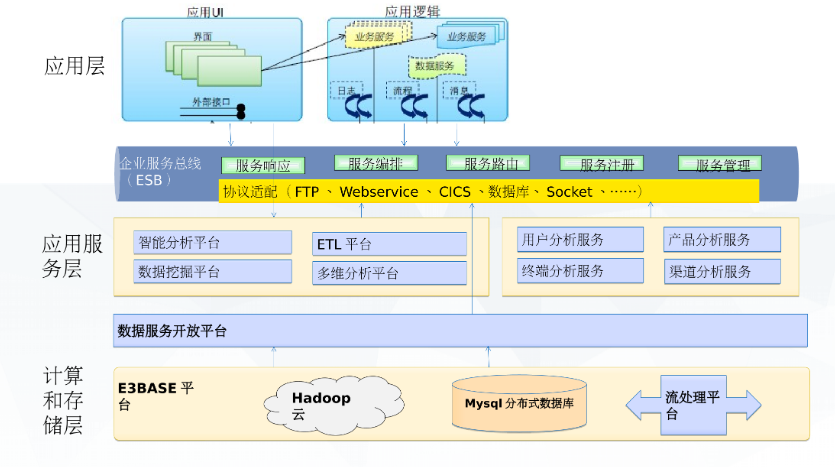 应用UI
应用逻辑
应用层
界面
外部接口
业务服务
业务服务
数据服务
日志
流程
消息
企业服务总线
（ESB）
服务响应
服务编排
服务路由
服务注册
服务管理
协议适配（FTP、Webservice、CICS、数据库、Socket、……）
应用服
务层
智能分析平台
ETL 平台
数据挖掘平台
多维分析平台
用户分析服务
产品分析服务
终端分析服务
渠道分析服务
数据服务开放平台
计算
和存
储层
E3BASE 平
台
Hadoop
云
Mysql 分布式数据库
流处理平
台